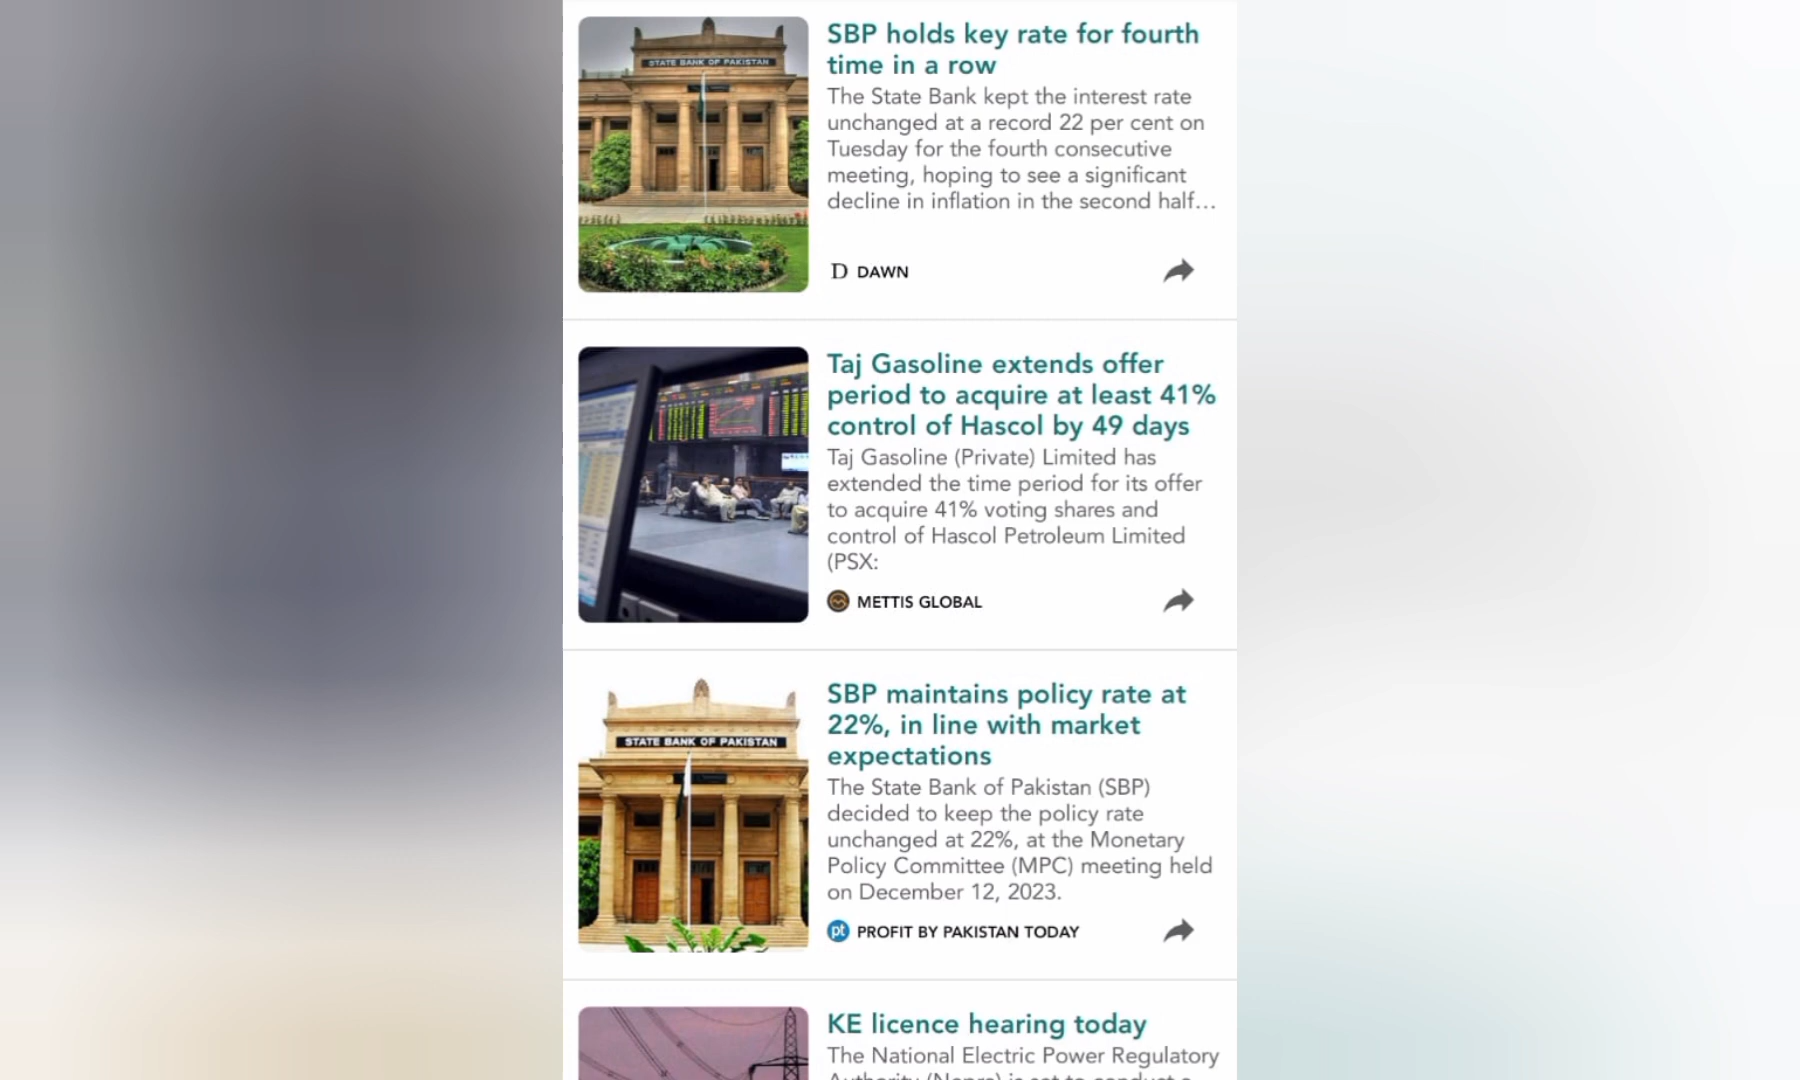 STATE BANK OF PAKISTAN
SBP holds key rate for fourth
time in a row
The State Bank kept the interest rate
unchanged at a record 22 per cent on
Tuesday for the fourth consecutive
meeting, hoping to see a significant
decline in inflation in the second half...
D DAWN
Taj Gasoline extends offer
period to acquire at least 41%
control of Hascol by 49 days
Taj Gasoline (Private) Limited has
extended the time period for its offer
to acquire 41% voting shares and
control of Hascol Petroleum Limited
(PSX:
METTIS GLOBAL
STATE BANK OF PAKISTAN
SBP maintains policy rate at
22%, in line with market
expectations
The State Bank of Pakistan (SBP)
decided to keep the policy rate
unchanged at 22%, at the Monetary
Policy Committee (MPC) meeting held
on December 12, 2023.
pt PROFIT BY PAKISTAN TODAY
KE licence hearing today
The National Electric Power Regulatory
Authority (Nepra) is set to conduct a